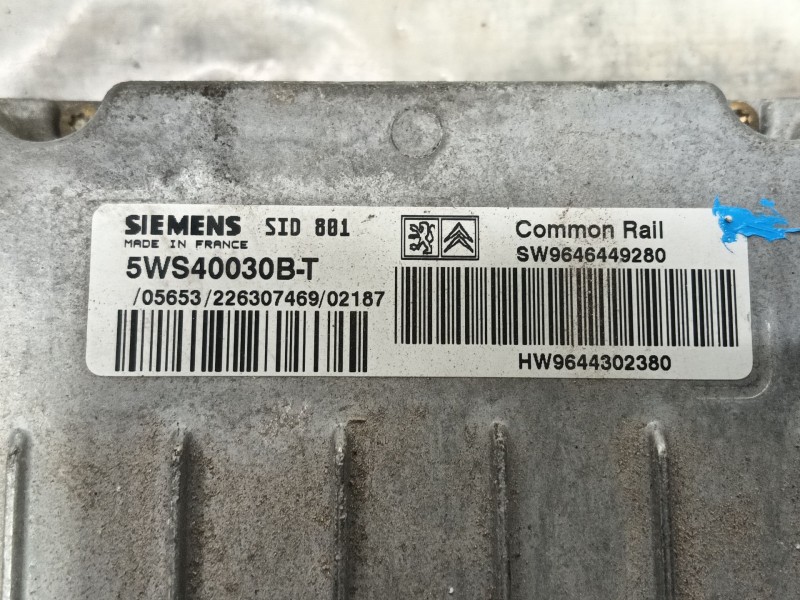 SIEMENS SID 801
MADE IN FRANCE
5WS40030B-T
/05653/226307469/02187
Common Rail
SW9646449280
HW9644302380